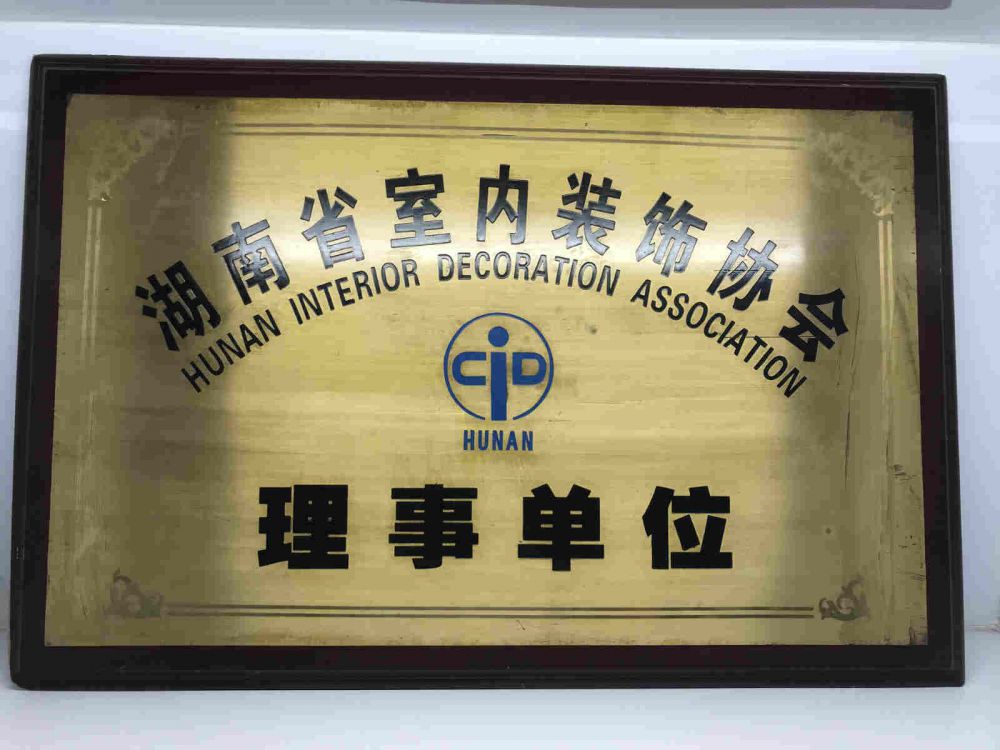 湖南省室内装饰协会
HUNAN INTERIOR DECORATION ASSOCIATION
CiD
HUNAN
理事单位